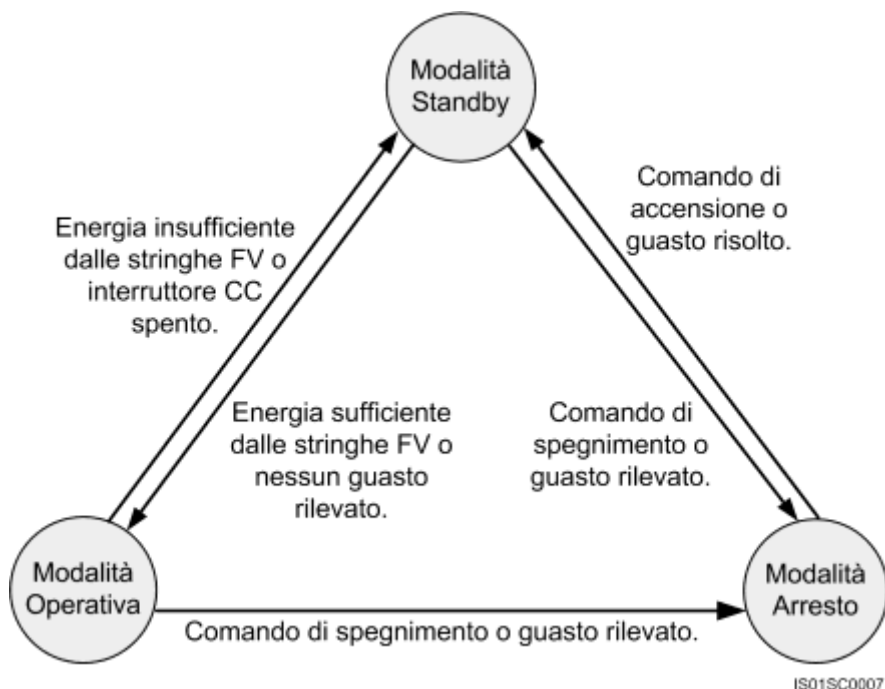 Modalità
Standby
Comando di
accensione o
guasto risolto.
Energia insufficiente
dalle stringhe FV o
interruttore CC
spento.
Energia sufficiente
dalle stringhe FV o
nessun guasto
rilevato.
Comando di
spegnimento o
guasto rilevato.
Modalità
Operativa
Modalità
Arresto
Comando di spegnimento o guasto rilevato.
IS01SC0007